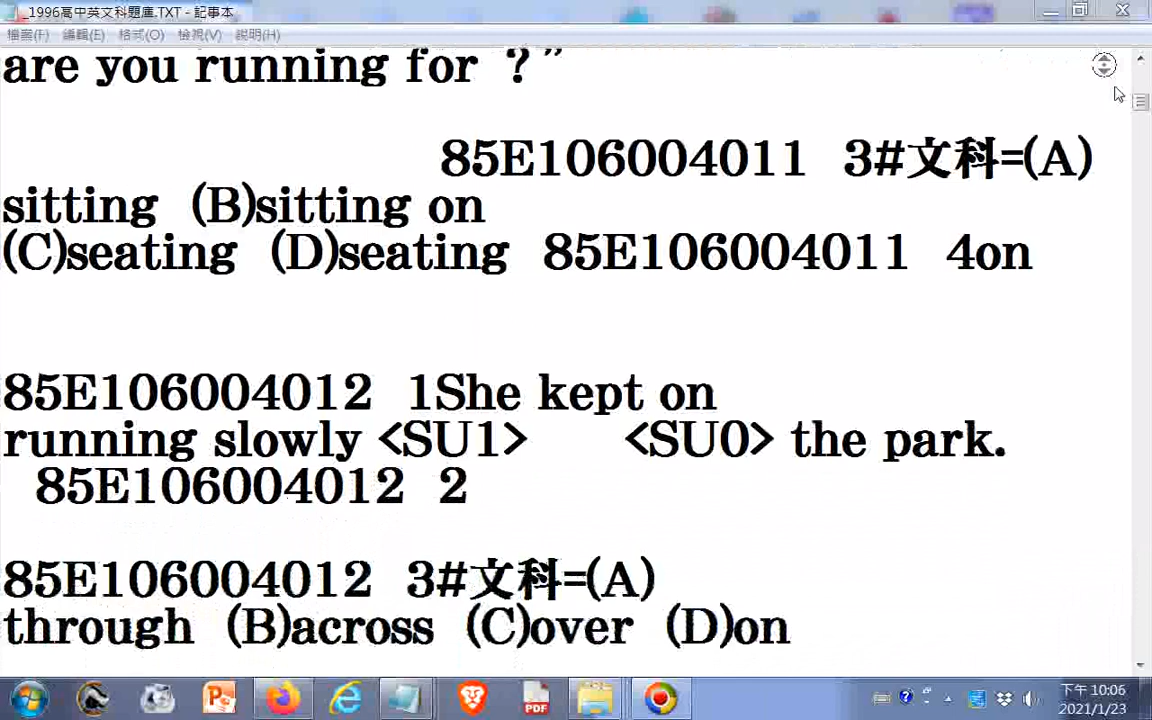 _1996高中英文科題庫.TXT - 記事本
檔案(F) 編輯(E) 格式(O) 檢視(V) 說明(H)
are you running for ?”
85E106004011 3#文科=(A)
sitting (B)sitting on
(C)seating (D)seating 85E106004011 4on
85E106004012 1She kept on
running slowly <SU1> <SU0> the park.
85E106004012 2
85E106004012 3#文科=(A)
through (B)across (C)over (D)on
PDF
下午 10:06
2021/1/23